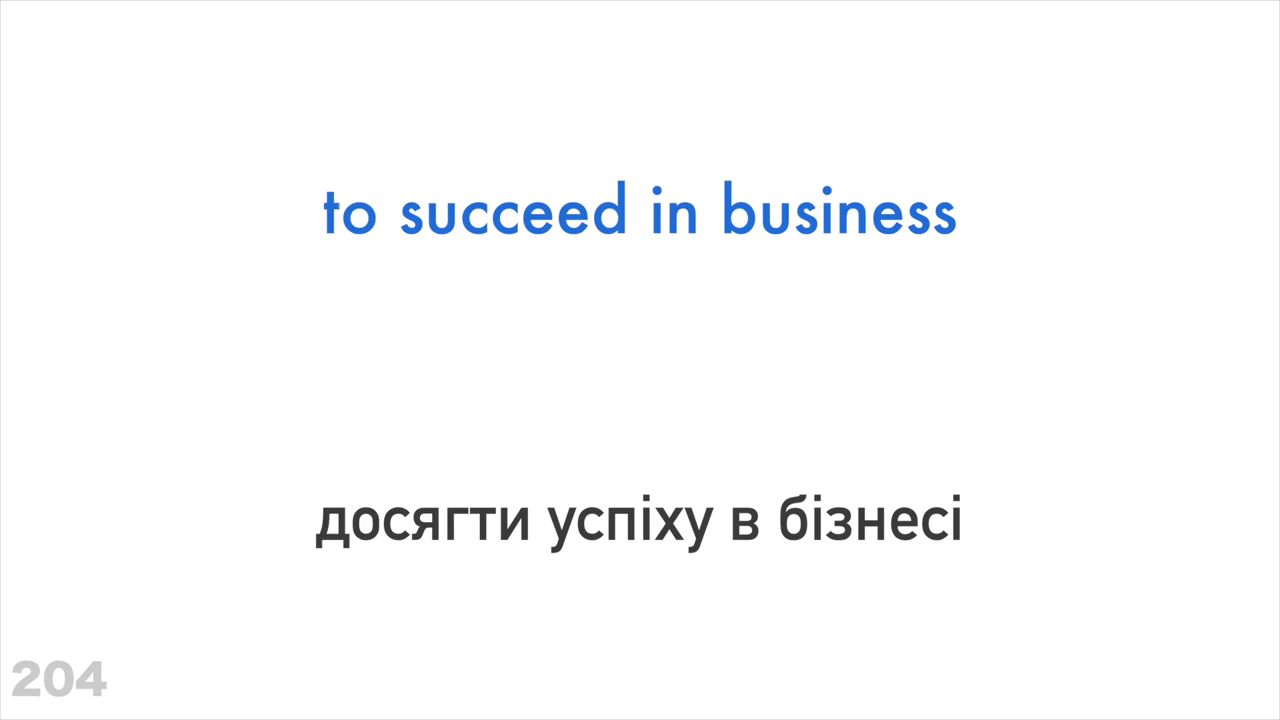 to succeed in business
досягти успіху в бізнесі
204